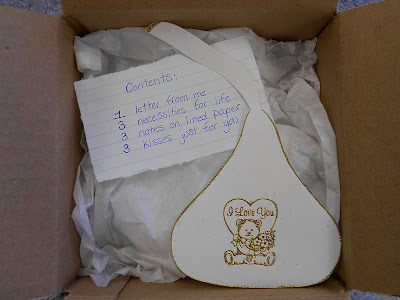 Contents:
1 letter from me
3 necessities for life
3 notes on lined paper
3 kisses just for you
I Love You